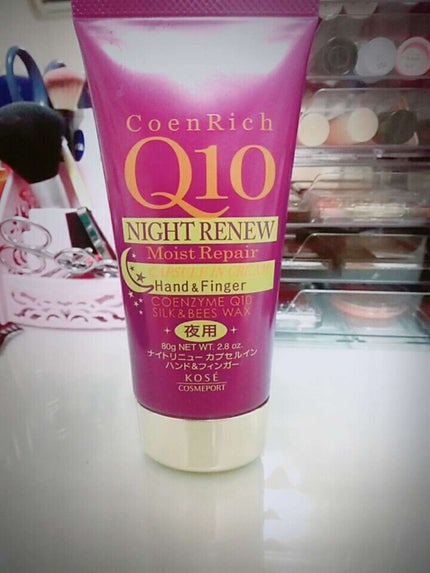 CoenRich
Q10
NIGHT RENEW
Moist Repair
CAPSULE IN CREAM
Hand & Finger
COENZYME Q10
SILK & BEES WAX
夜用
80g NET WT. 2.8 oz.
ナイトリニュー カプセルイン
ハンド&フィンガー
KOSÉ
COSMEPORT